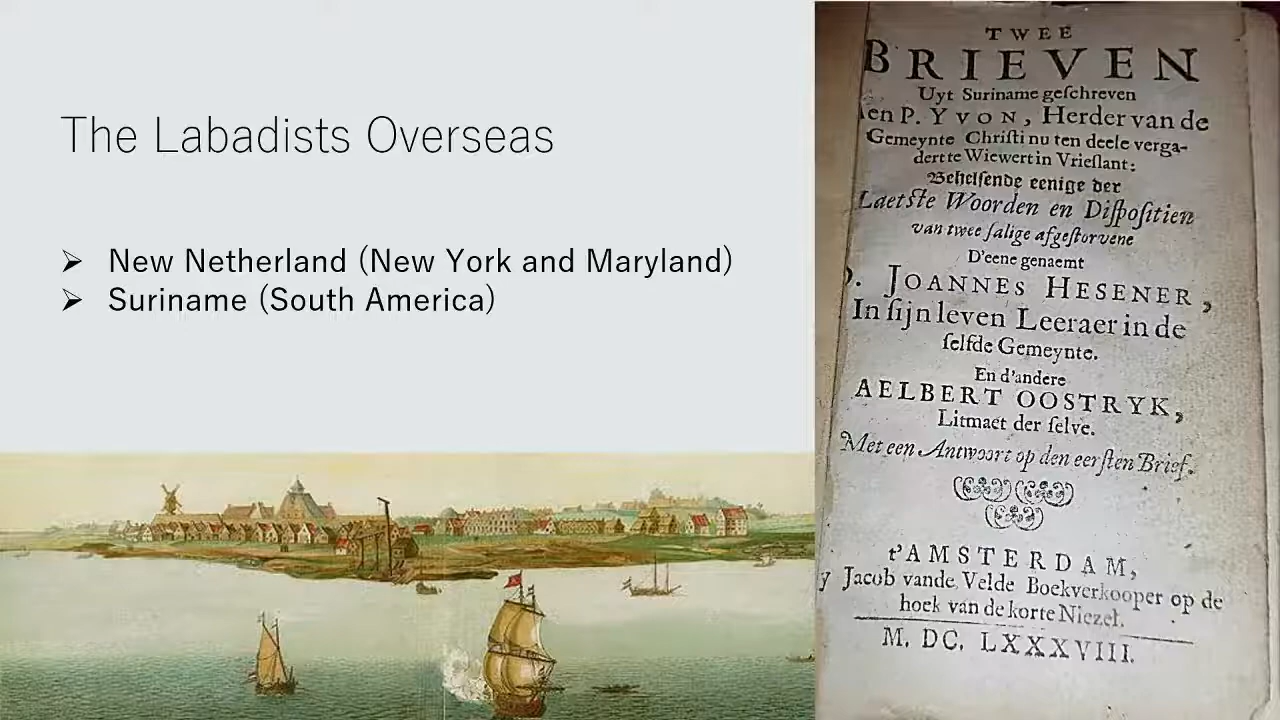 The Labadists Overseas
➢ New Netherland (New York and Maryland)
➢ Suriname (South America)
TWEE
BRIEVEN
Uyt Suriname geſchreven
en P. YVON, Herder van de
Gemeynte Chriſti nu ten deele verga-
dert te Wiewert in Vrieſlant:
Behelſende eenige der
Laetſte Woorden en Diſpoſitien
van twee ſalige afgeſtorvene
D'eene genaemt
JOANNES HESENER,
In ſijn leven Leeraer in de
ſelfde Gemeynte.
En d'andere
AELBERT OOSTRYK,
Litmaet der ſelve.
Met een Antwoort op den eerſten Brief.
t'AMSTERDAM,
y Jacob vande Velde Boekverkooper op de
hoek van de korte Niezel.
M. DC. LXXXVIII.